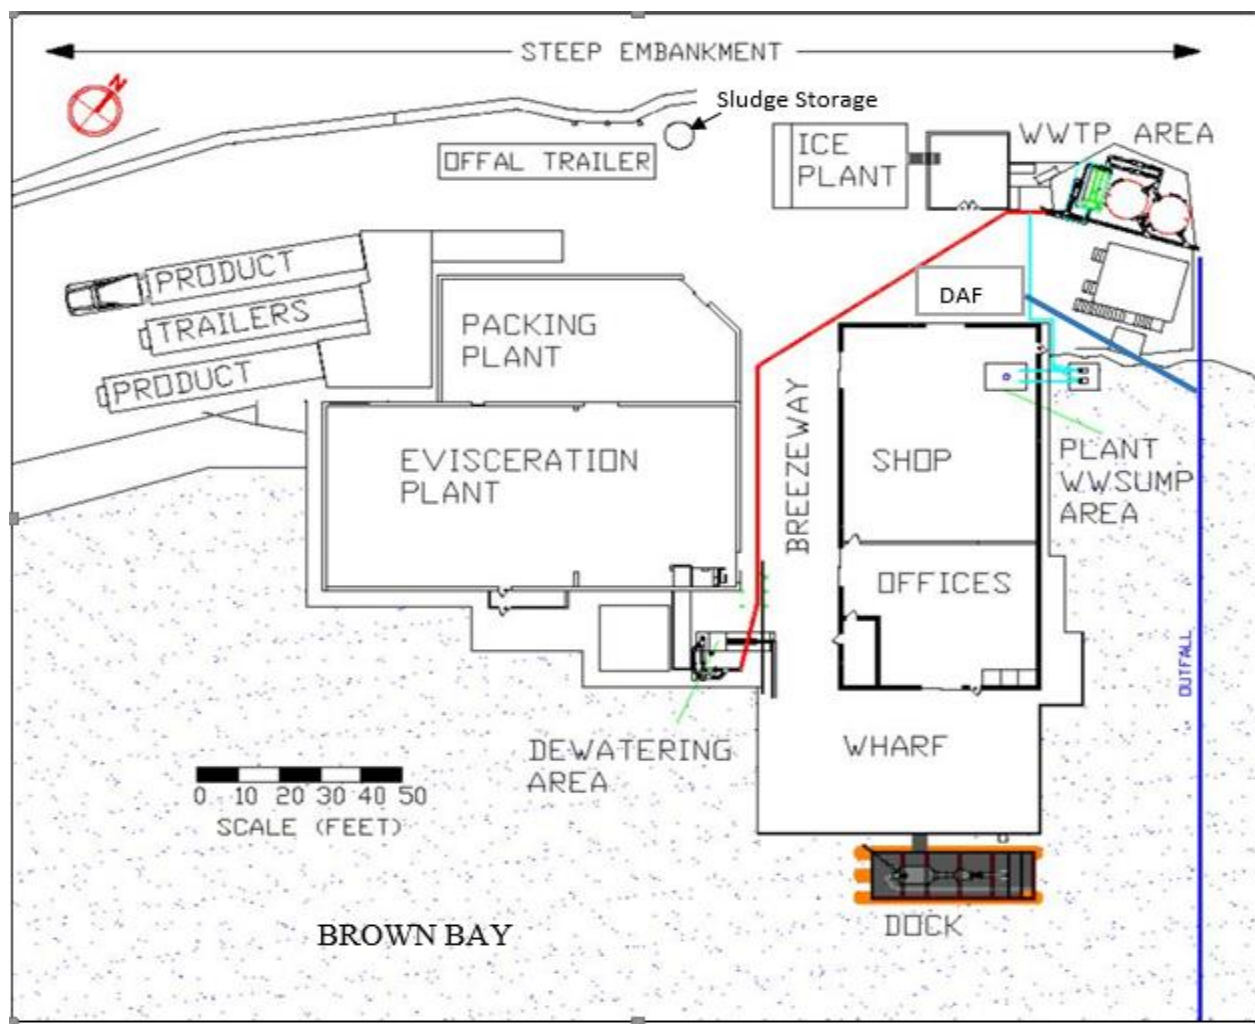 STEEP EMBANKMENT
N
Sludge Storage
OFFAL TRAILER
ICE
PLANT
WWTP AREA
PRODUCT
TRAILERS
PRODUCT
PACKING
PLANT
DAF
EVISCERATION
PLANT
BREEZEWAY
SHOP
PLANT
WWSUMP
AREA
OFFICES
OUTFALL
DEWATERING
AREA
WHARF
0 10 20 30 40 50
SCALE (FEET)
DOCK
BROWN BAY